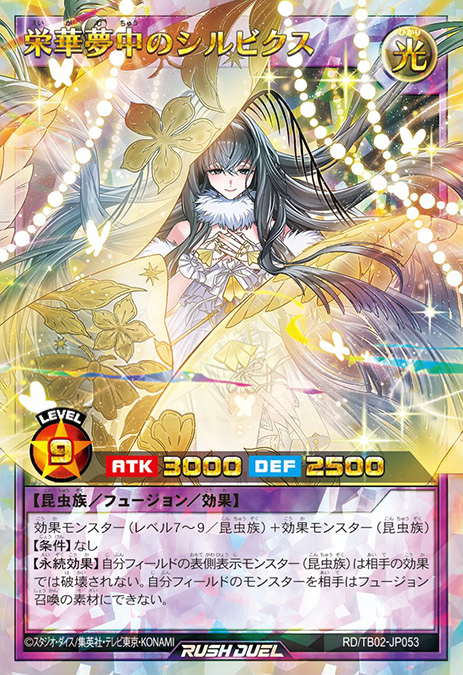 栄華夢中のシルビクス
光
LEVEL
9
ATK 3000 DEF 2500
【昆虫族/フュージョン/効果】
効果モンスター(レベル7~9/昆虫族)+効果モンスター(昆虫族)
【条件】なし
【永続効果】自分フィールドの表側表示モンスター(昆虫族)は相手の効果
では破壊されない。自分フィールドのモンスターを相手はフュージョン
召喚の素材にできない。
©スタジオ・ダイス/集英社・テレビ東京・KONAMI
RUSH DUEL
RD/TB02-JP053